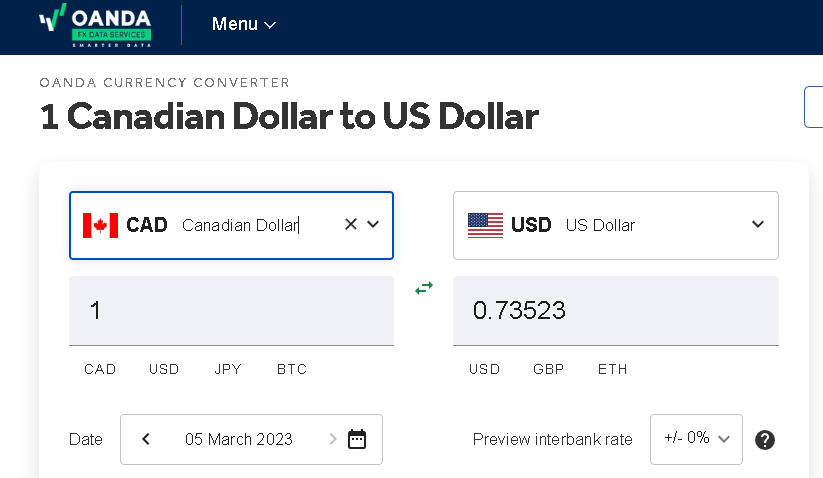 OANDA
FX DATA SERVICES
SMARTER DATA
Menu
OANDA CURRENCY CONVERTER
1 Canadian Dollar to US Dollar
CAD Canadian Dollar
USD US Dollar
1
0.73523
CAD USD JPY BTC
USD GBP ETH
Date 05 March 2023
Preview interbank rate +/- 0% ?